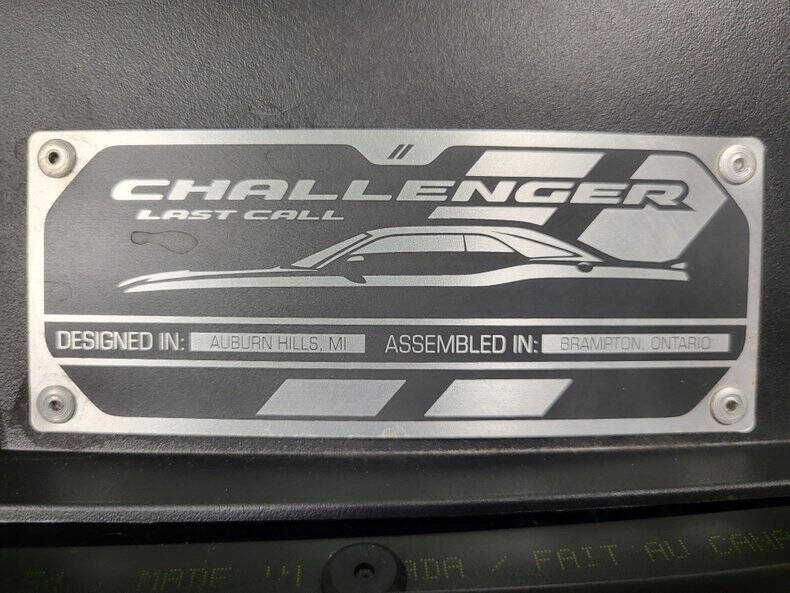 CHALLENGER
LAST CALL
DESIGNED IN: AUBURN HILLS, MI ASSEMBLED IN: BRAMPTON, ONTARIO
MADE IN / FAIT AU